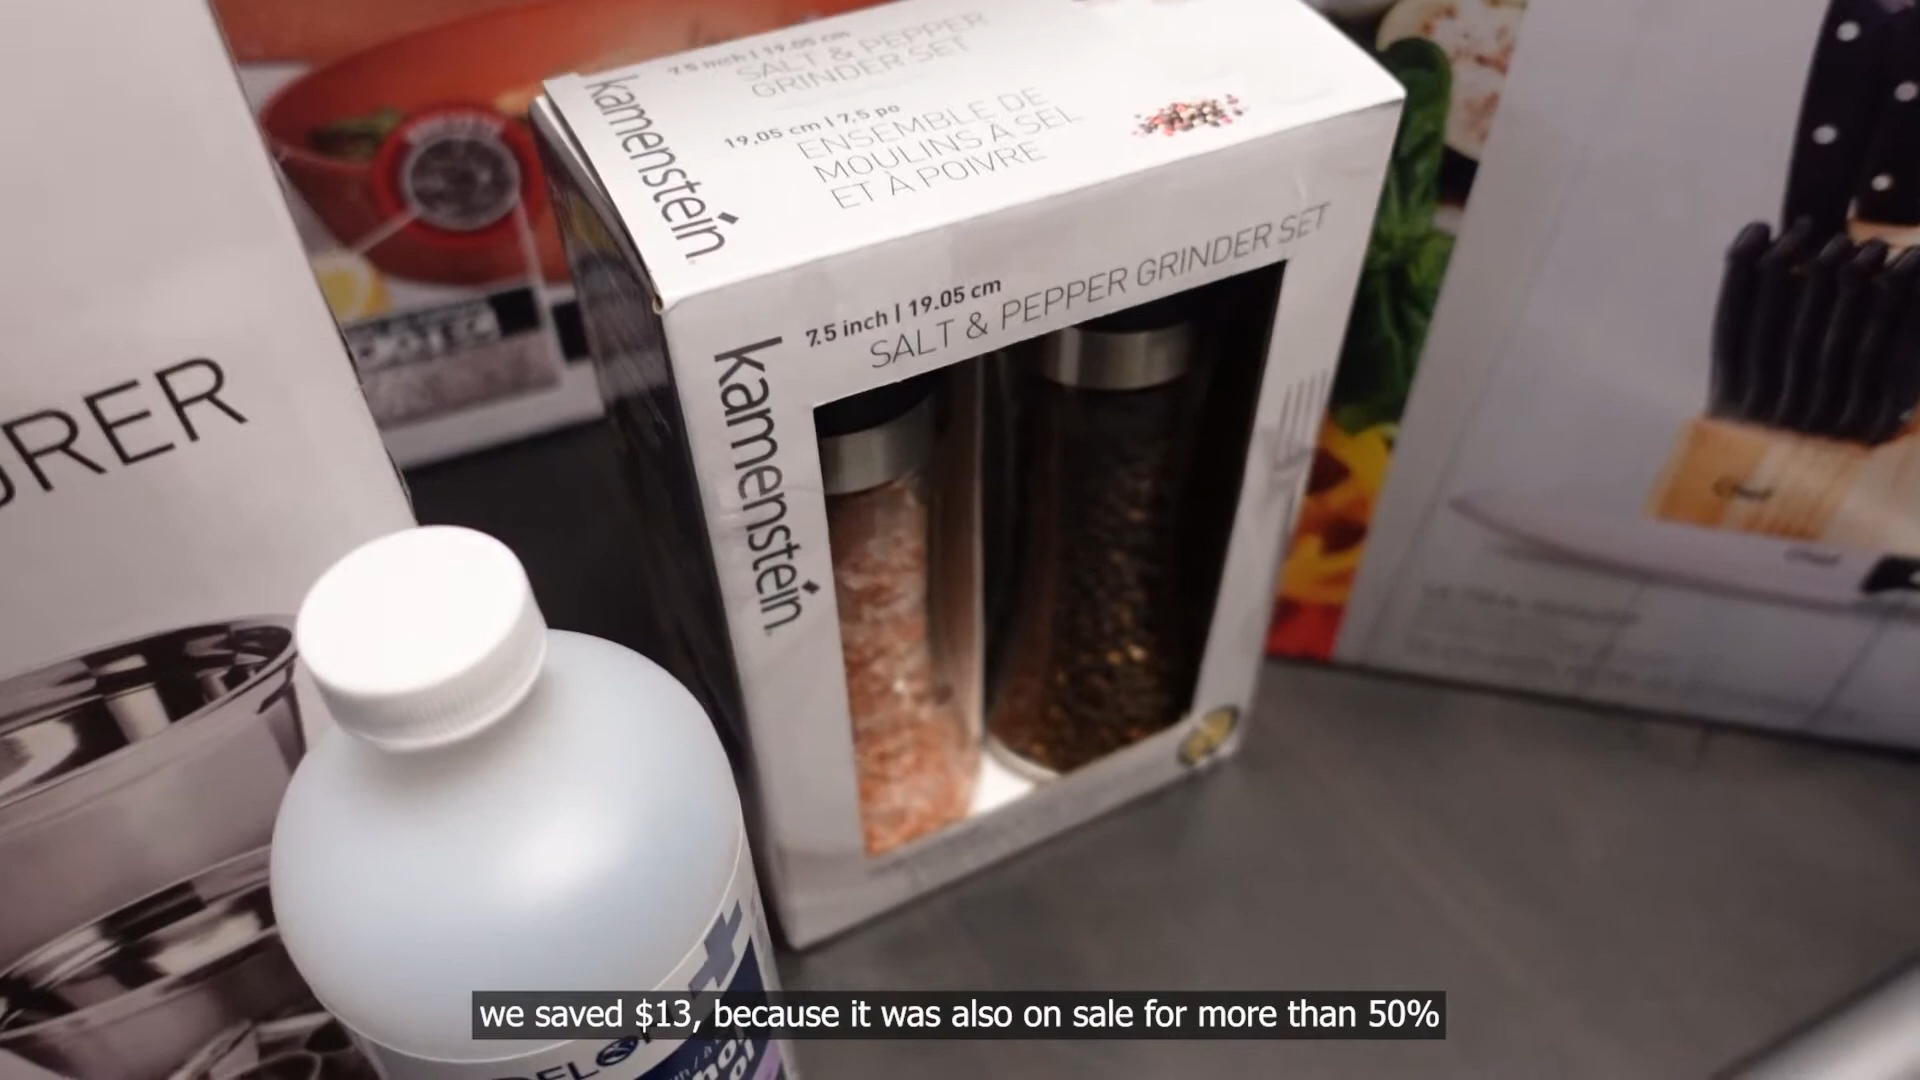 7.5 inch | 19.05 cm
SALT & PEPPER
GRINDER SET
kamenstein
19.05 cm | 7,5 po
ENSEMBLE DE
MOULINS À SEL
ET À POIVRE
7.5 inch | 19.05 cm
SALT & PEPPER GRINDER SET
kamenstein
URER
Chef
we saved $13, because it was also on sale for more than 50%